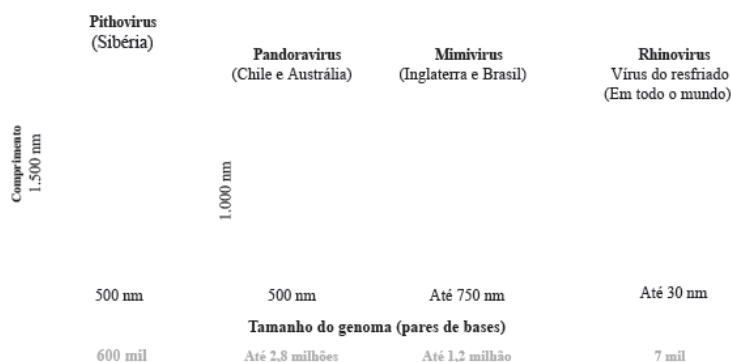 Pithovirus
(Sibéria)
Pandoravirus
(Chile e Austrália)
Mimivirus
(Inglaterra e Brasil)
Rhinovirus
Vírus do resfriado
(Em todo o mundo)
Comprimento
1.500 nm
1.000 nm
500 nm
500 nm
Até 750 nm
Até 30 nm
Tamanho do genoma (pares de bases)
600 mil
Até 2,8 milhões
Até 1,2 milhão
7 mil